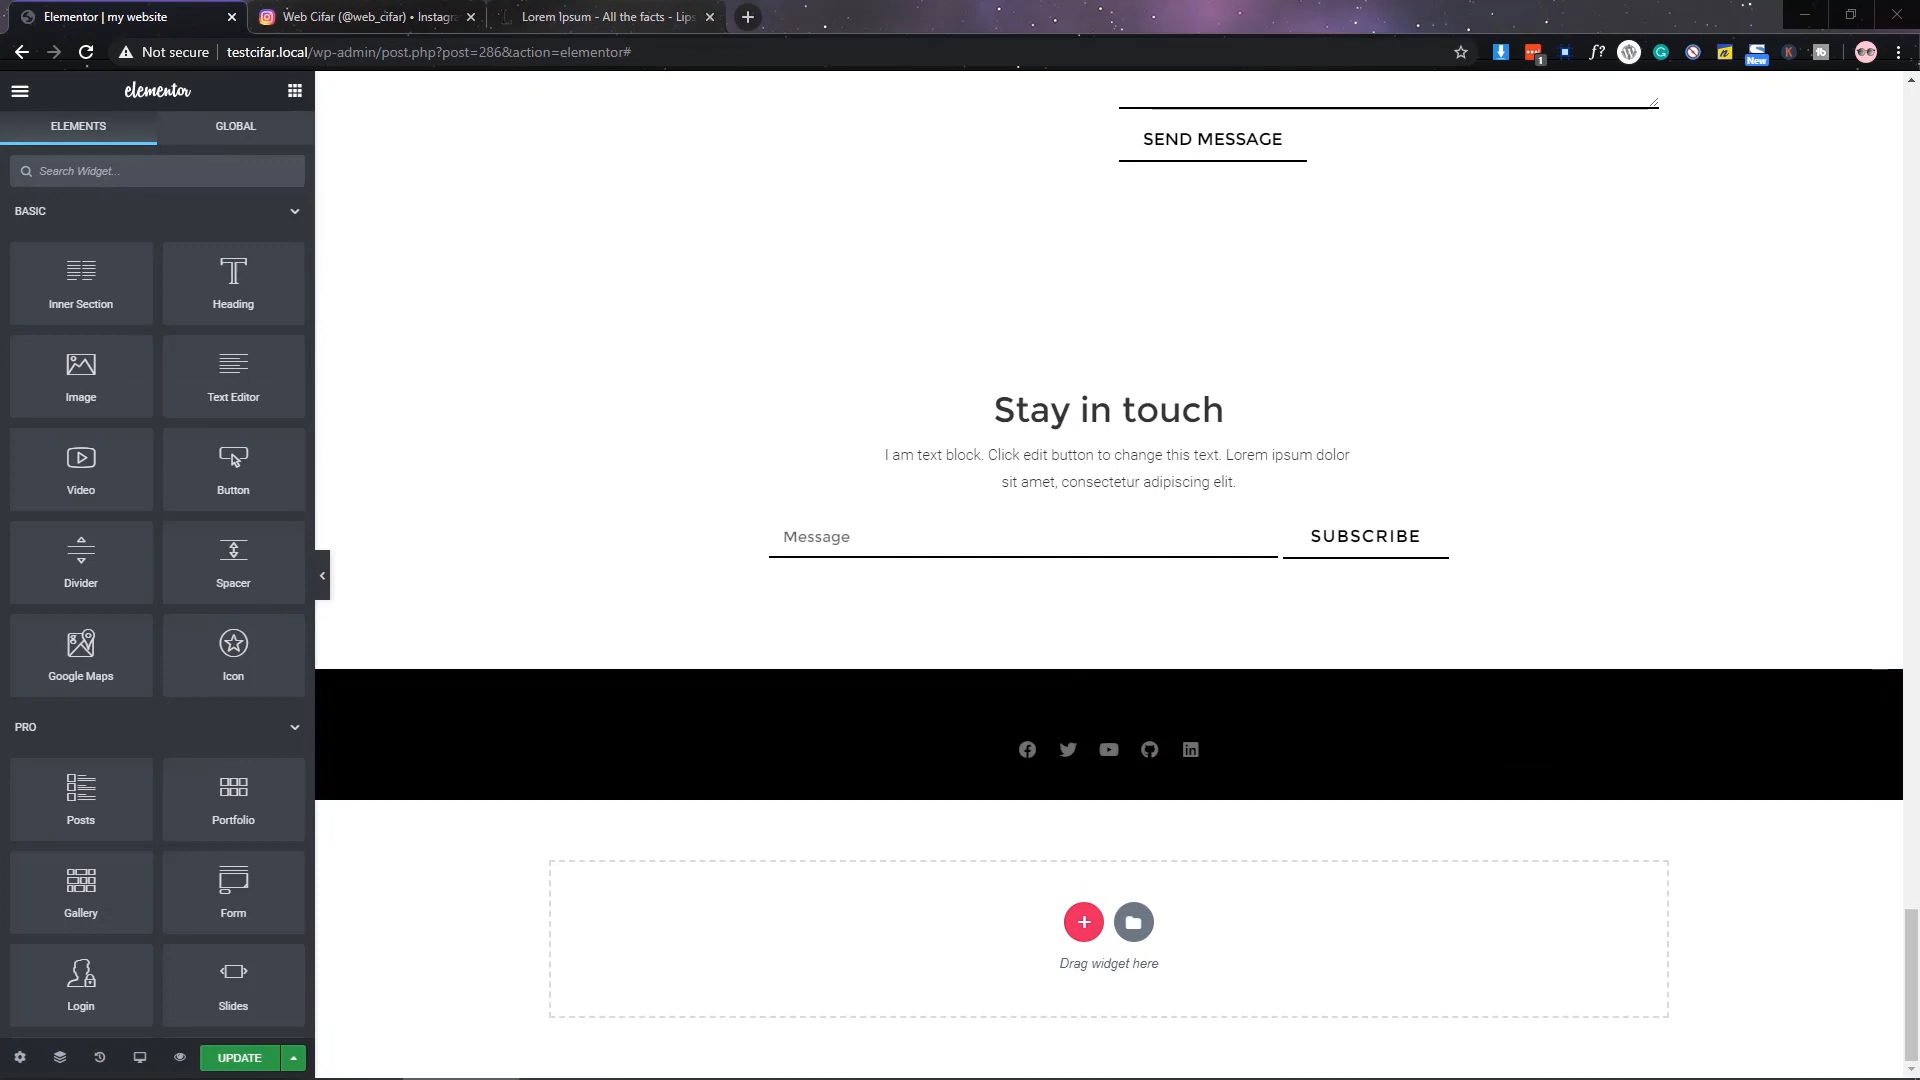 Elementor | my website
Web Cifar (@web_cifar) • Instagra
Lorem Ipsum - All the facts - Lips
Not secure
testcifar.local/wp-admin/post.php?post=286&action=elementor#
f?
1
New
elementor
ELEMENTS
GLOBAL
Search Widget...
BASIC
Inner Section
Heading
Image
Text Editor
Video
Button
Divider
Spacer
Google Maps
Icon
PRO
Posts
Portfolio
Gallery
Form
Login
Slides
UPDATE
SEND MESSAGE
Stay in touch
I am text block. Click edit button to change this text. Lorem ipsum dolor
sit amet, consectetur adipiscing elit.
Message
SUBSCRIBE
Drag widget here